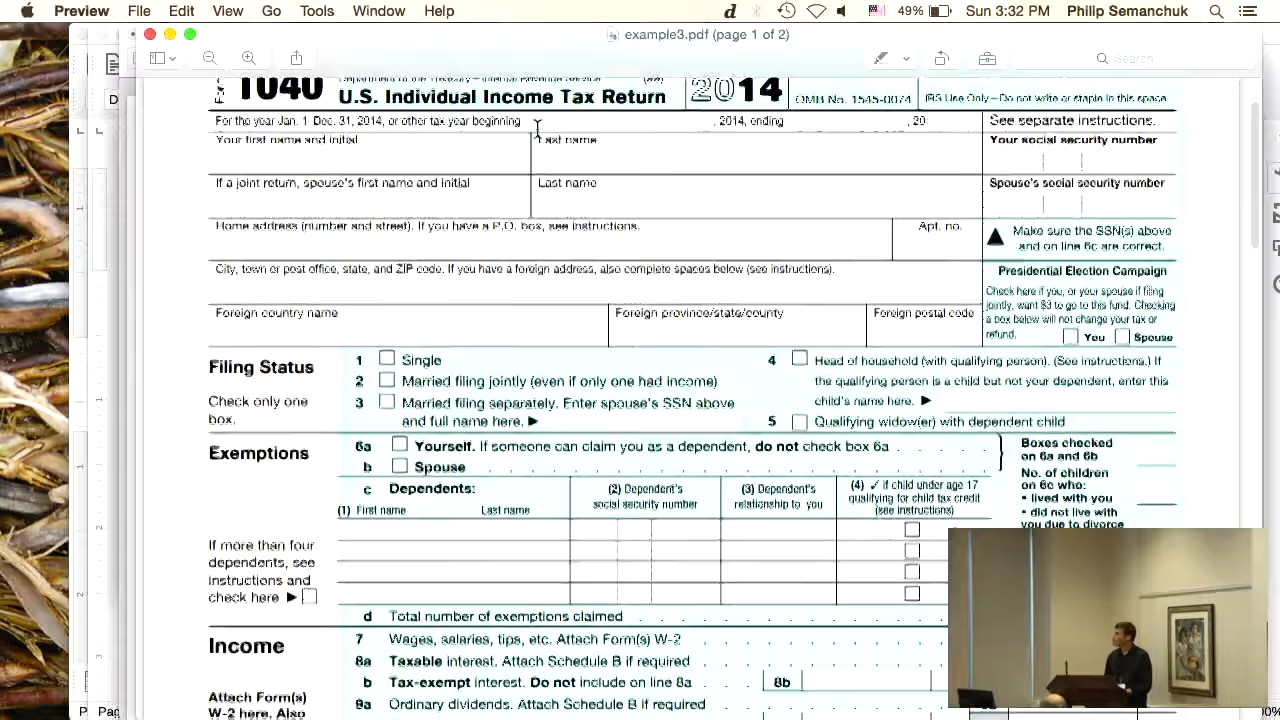 Preview File Edit View Go Tools Window Help d 49% Sun 3:32 PM Philip Semanchuk
example3.pdf (page 1 of 2)
Search
1040 U.S. Individual Income Tax Return 2014 OMB No. 1545-0074 IRS Use Only—Do not write or staple in this space.
For the year Jan. 1-Dec. 31, 2014, or other tax year beginning , 2014, ending , 20 See separate instructions.
Your first name and initial Last name Your social security number
If a joint return, spouse's first name and initial Last name Spouse's social security number
Home address (number and street). If you have a P.O. box, see instructions. Apt. no.
▲ Make sure the SSN(s) above
and on line 6c are correct.
City, town or post office, state, and ZIP code. If you have a foreign address, also complete spaces below (see instructions).
Presidential Election Campaign
Check here if you, or your spouse if filing
jointly, want $3 to go to this fund. Checking
a box below will not change your tax or
refund. You Spouse
Foreign country name Foreign province/state/county Foreign postal code
Filing Status
Check only one
box.
1 Single
2 Married filing jointly (even if only one had income)
3 Married filing separately. Enter spouse's SSN above
and full name here. ▶
4 Head of household (with qualifying person). (See instructions.) If
the qualifying person is a child but not your dependent, enter this
child's name here. ▶
5 Qualifying widow(er) with dependent child
Exemptions
6a Yourself. If someone can claim you as a dependent, do not check box 6a . . . . .
b Spouse
c Dependents:
(1) First name Last name
(2) Dependent's
social security number
(3) Dependent's
relationship to you
(4) ✓ if child under age 17
qualifying for child tax credit
(see instructions)
Boxes checked
on 6a and 6b
No. of children
on 6c who:
• lived with you
• did not live with
you due to divorce
If more than four
dependents, see
instructions and
check here ▶
d Total number of exemptions claimed
Income
7 Wages, salaries, tips, etc. Attach Form(s) W-2
8a Taxable interest. Attach Schedule B if required
b Tax-exempt interest. Do not include on line 8a . . . 8b
9a Ordinary dividends. Attach Schedule B if required
Attach Form(s)
W-2 here. Also